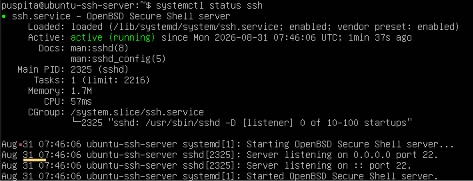 puspita@ubuntu-ssh-server:~$ systemctl status ssh
● ssh.service - OpenBSD Secure Shell server
Loaded: loaded (/lib/systemd/system/ssh.service; enabled; vendor preset: enabled)
Active: active (running) since Mon 2026-08-31 07:46:06 UTC; 1min 37s ago
Docs: man:sshd(8)
man:sshd_config(5)
Main PID: 2325 (sshd)
Tasks: 1 (limit: 2216)
Memory: 1.7M
CPU: 57ms
CGroup: /system.slice/ssh.service
└─2325 "sshd: /usr/sbin/sshd -D [listener] 0 of 10-100 startups"
Aug 31 07:46:06 ubuntu-ssh-server systemd[1]: Starting OpenBSD Secure Shell server...
Aug 31 07:46:06 ubuntu-ssh-server sshd[2325]: Server listening on 0.0.0.0 port 22.
Aug 31 07:46:06 ubuntu-ssh-server sshd[2325]: Server listening on :: port 22.
Aug 31 07:46:06 ubuntu-ssh-server systemd[1]: Started OpenBSD Secure Shell server.